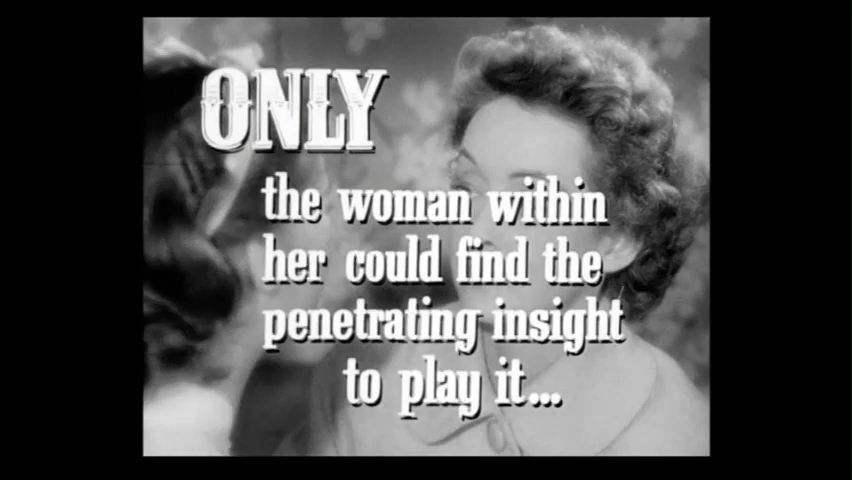 ONLY
the woman within
her could find the
penetrating insight
to play it...